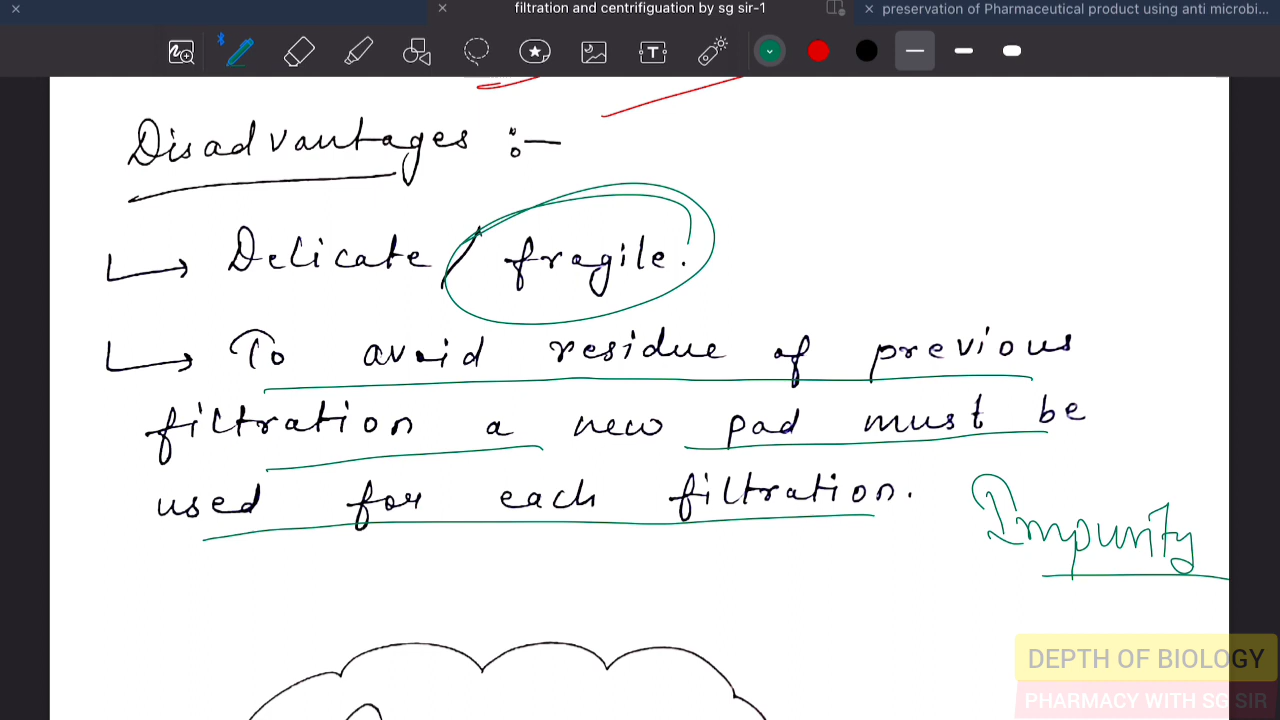 filtration and centrifiguation by sg sir-1
preservation of Pharmaceutical product using anti microbi...
Disadvantages :-
Delicate / fragile.
To avoid residue of previous
filtration a new pad must be
used for each filtration.
Impurity
DEPTH OF BIOLOGY
PHARMACY WITH SG SIR